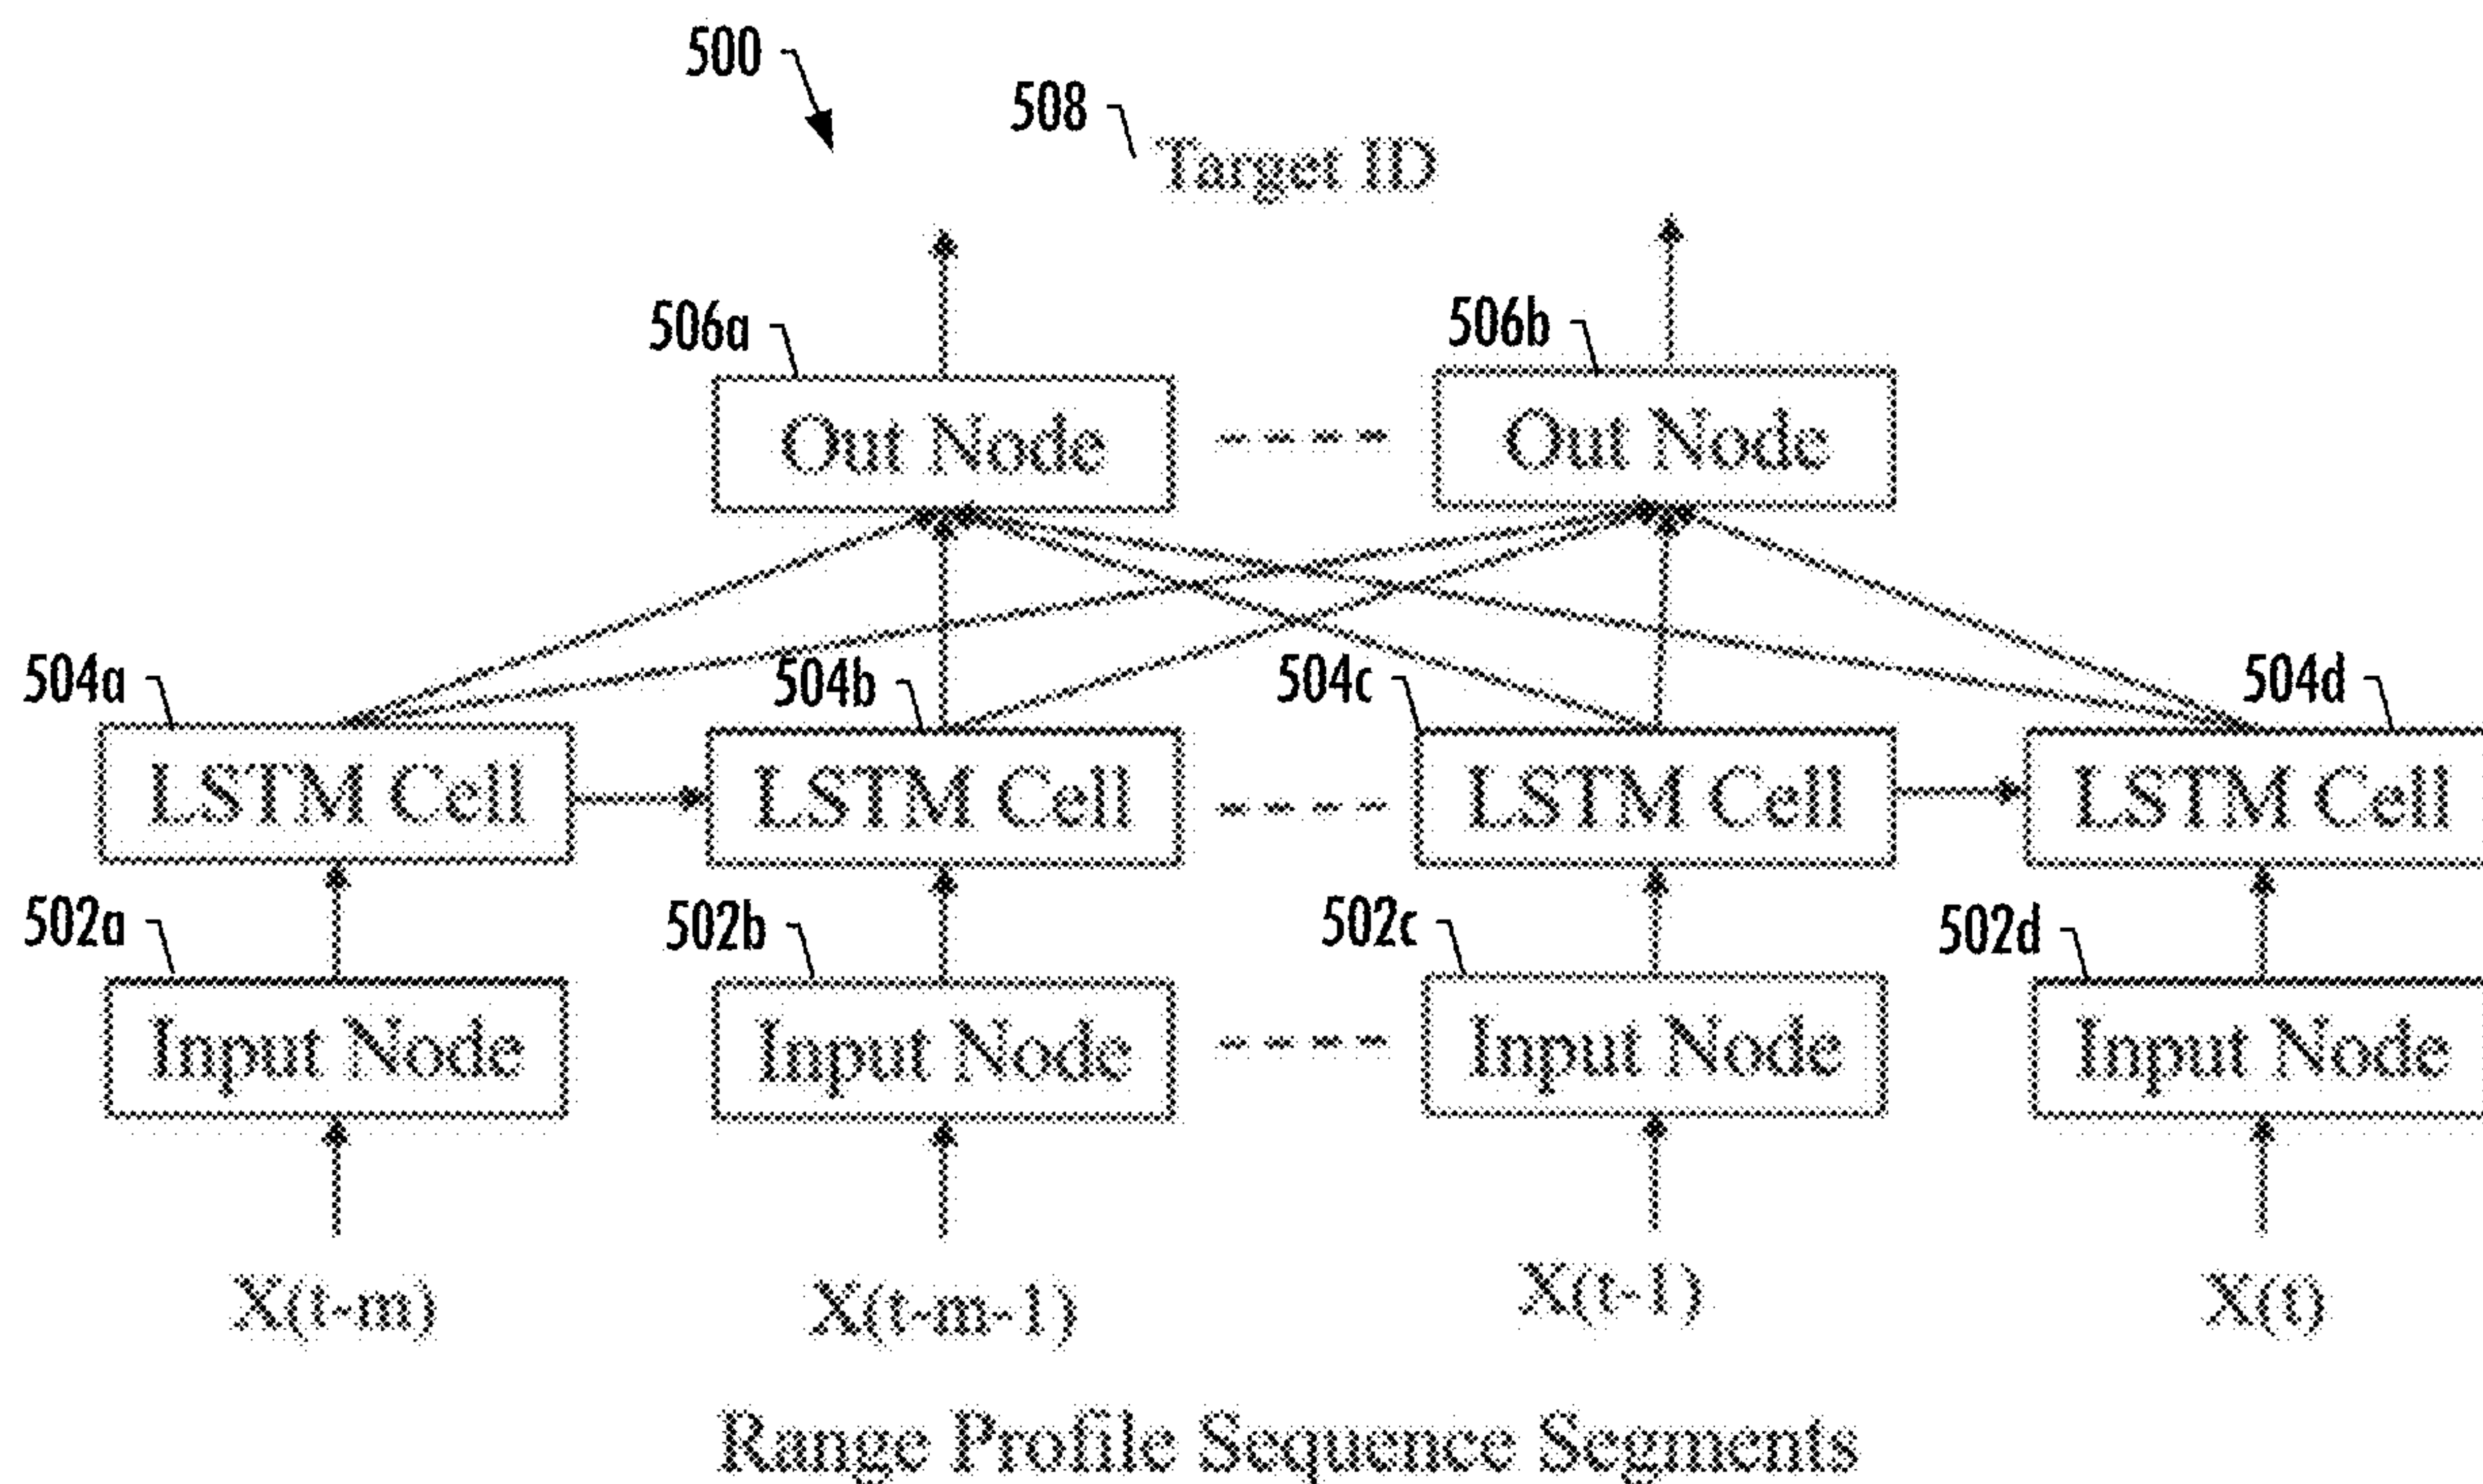 500
508
Target ID
506a
506b
Out Node
Out Node
504a
504b
504c
504d
LSTM Cell
LSTM Cell
LSTM Cell
LSTM Cell
502a
502b
502c
502d
Input Node
Input Node
Input Node
Input Node
X(t-m)
X(t-m-1)
X(t-1)
X(t)
Range Profile Sequence Segments